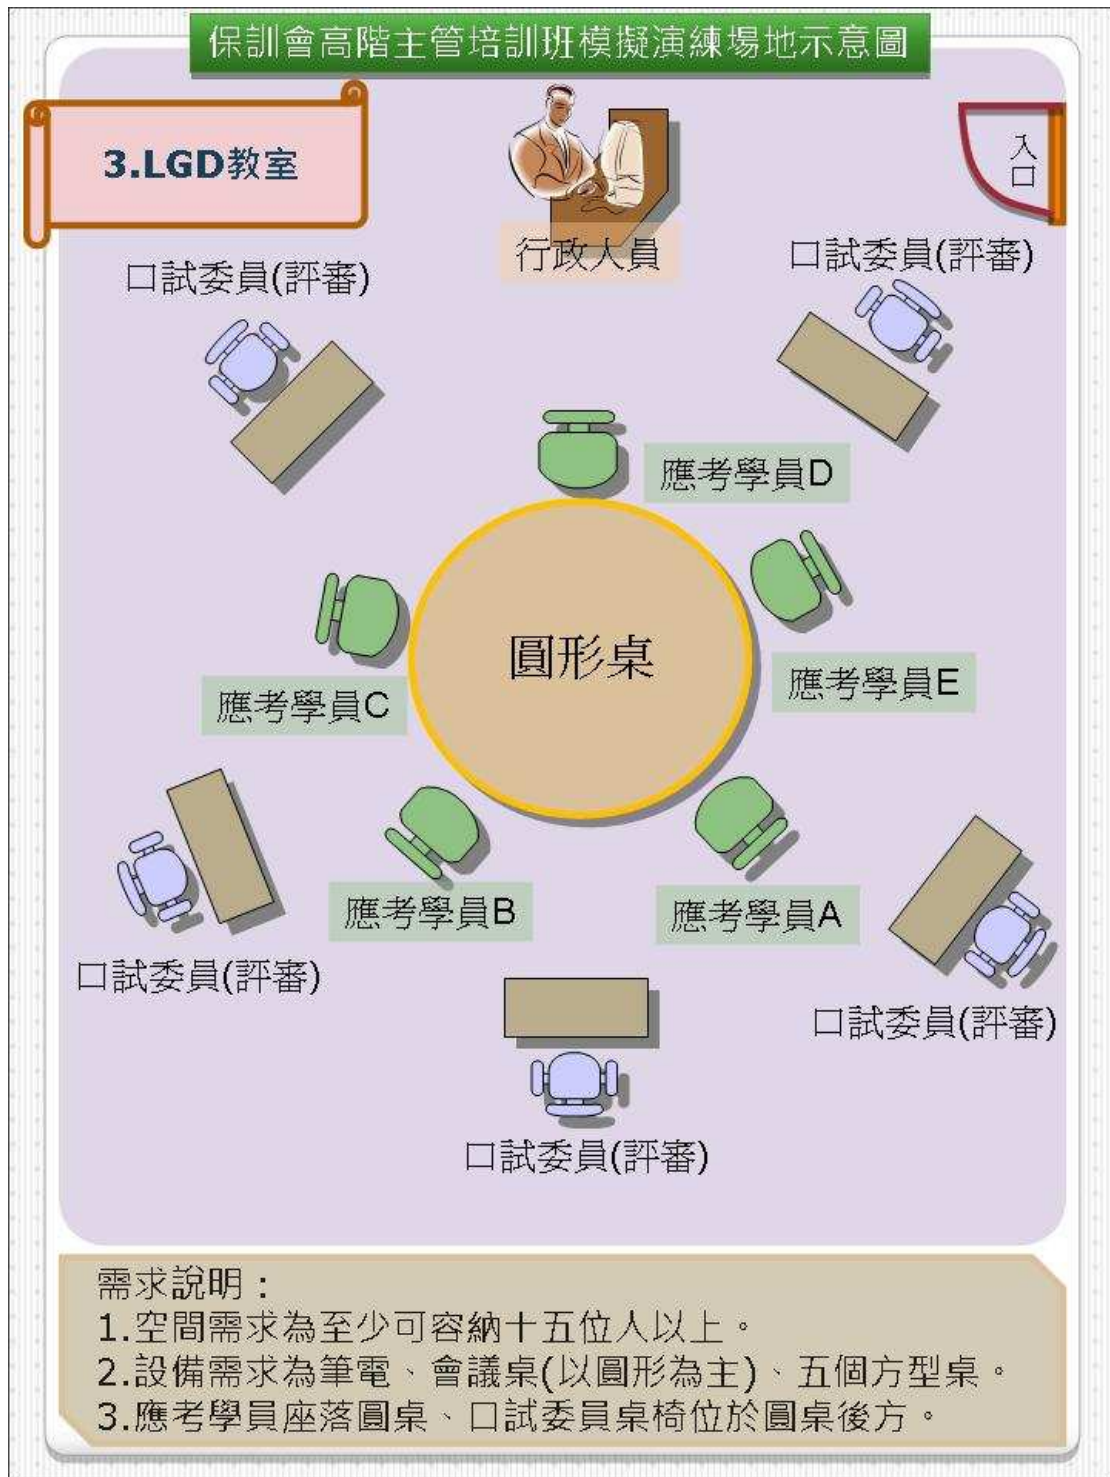 保訓會高階主管培訓班模擬演練場地示意圖
3.LGD教室
入口
行政人員
口試委員(評審)
口試委員(評審)
應考學員D
圓形桌
應考學員E
應考學員C
應考學員B
應考學員A
口試委員(評審)
口試委員(評審)
口試委員(評審)
需求說明：
1.空間需求為至少可容納十五位人以上。
2.設備需求為筆電、會議桌(以圓形為主)、五個方型桌。
3.應考學員座落圓桌、口試委員桌椅位於圓桌後方。